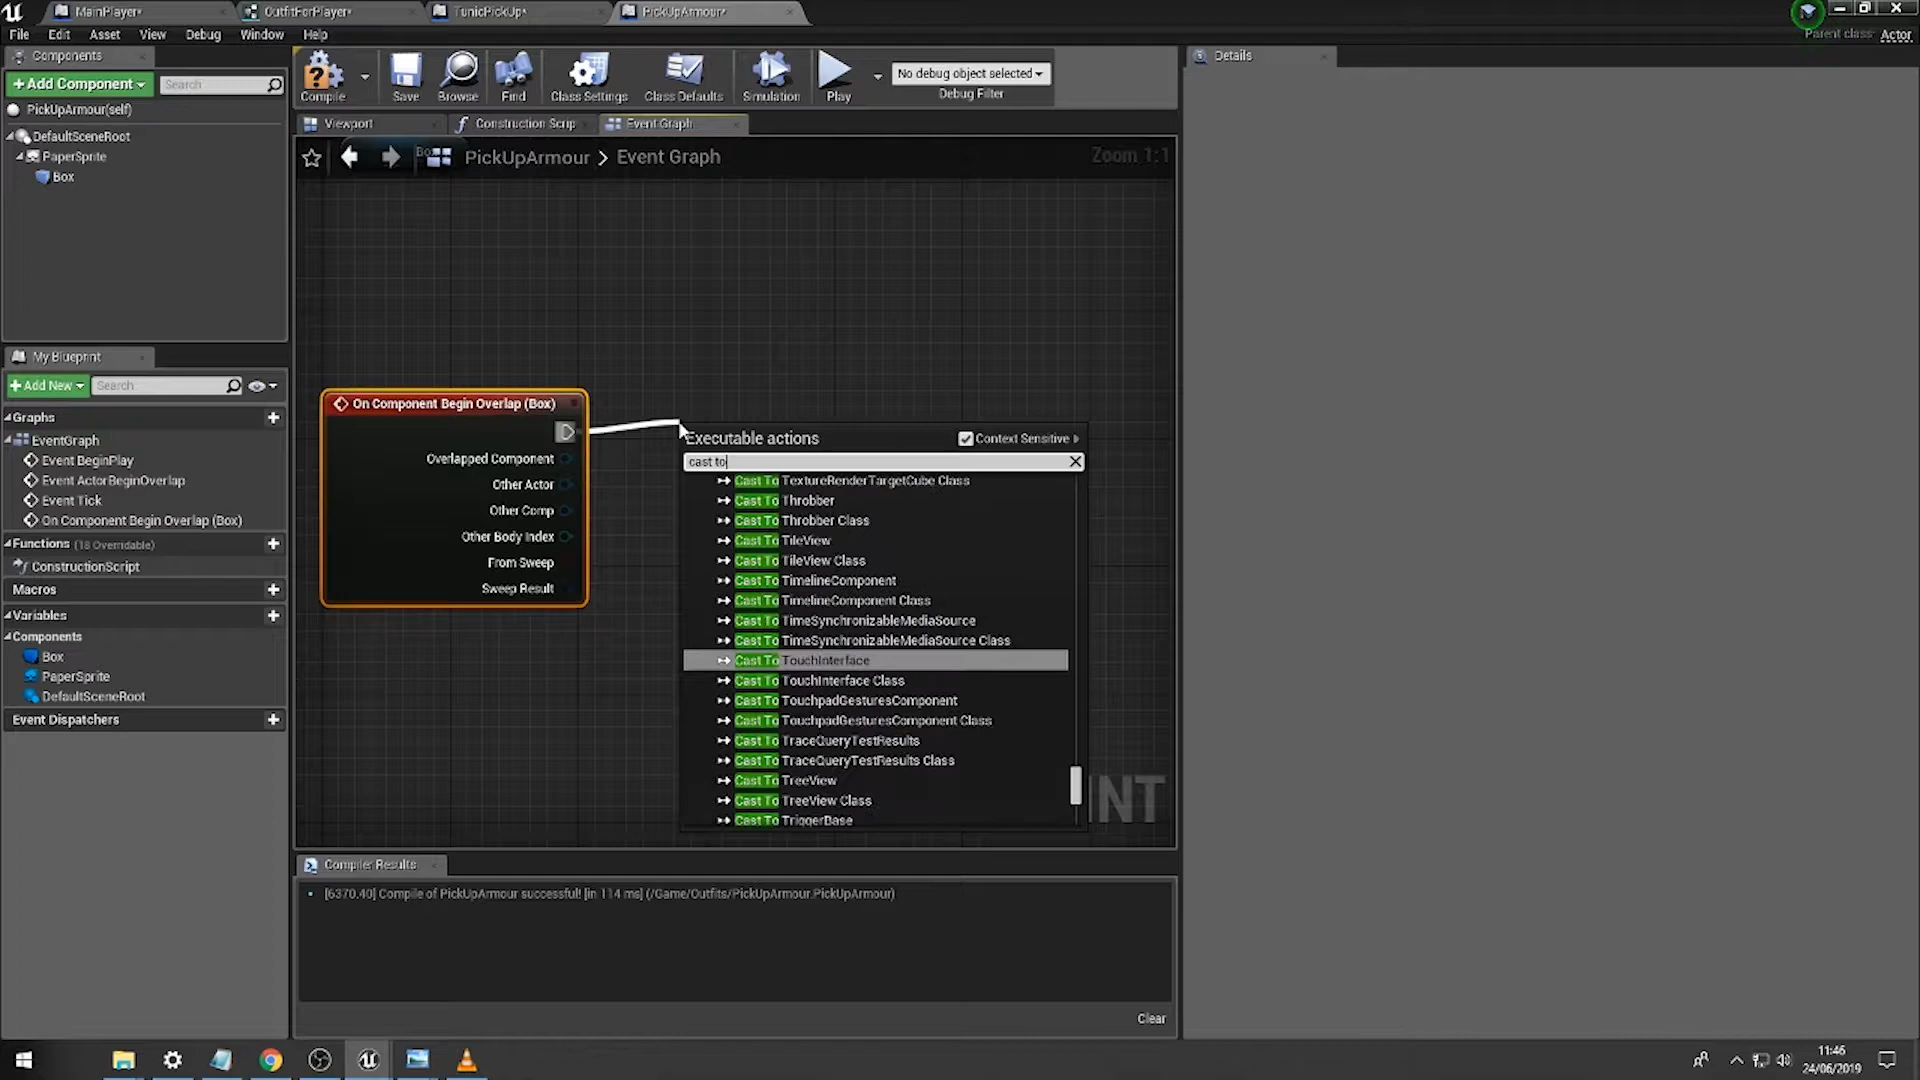 MainPlayer*
OutfitForPlayer*
TunicPickUp*
PickUpArmour*
File Edit Asset View Debug Window Help
Parent class: Actor
Components
+ Add Component
Search
PickUpArmour(self)
DefaultSceneRoot
PaperSprite
Box
My Blueprint
+ Add New
Search
Graphs
EventGraph
Event BeginPlay
Event ActorBeginOverlap
Event Tick
On Component Begin Overlap (Box)
Functions (18 Overridable)
ConstructionScript
Macros
Variables
Components
Box
PaperSprite
DefaultSceneRoot
Event Dispatchers
Compile
Save
Browse
Find
Class Settings
Class Defaults
Simulation
Play
No debug object selected
Debug Filter
Viewport
Construction Scrip
Event Graph
PickUpArmour > Event Graph
Zoom 1:1
On Component Begin Overlap (Box)
Overlapped Component
Other Actor
Other Comp
Other Body Index
From Sweep
Sweep Result
Executable actions
Context Sensitive
cast to
Cast To TextureRenderTargetCube Class
Cast To Throbber
Cast To Throbber Class
Cast To TileView
Cast To TileView Class
Cast To TimelineComponent
Cast To TimelineComponent Class
Cast To TimeSynchronizableMediaSource
Cast To TimeSynchronizableMediaSource Class
Cast To TouchInterface
Cast To TouchInterface Class
Cast To TouchpadGesturesComponent
Cast To TouchpadGesturesComponent Class
Cast To TraceQueryTestResults
Cast To TraceQueryTestResults Class
Cast To TreeView
Cast To TreeView Class
Cast To TriggerBase
INT
Compiler Results
[6370.40] Compile of PickUpArmour successful! [in 114 ms] (/Game/Outfits/PickUpArmour.PickUpArmour)
Clear
Details
11:46
24/06/2019